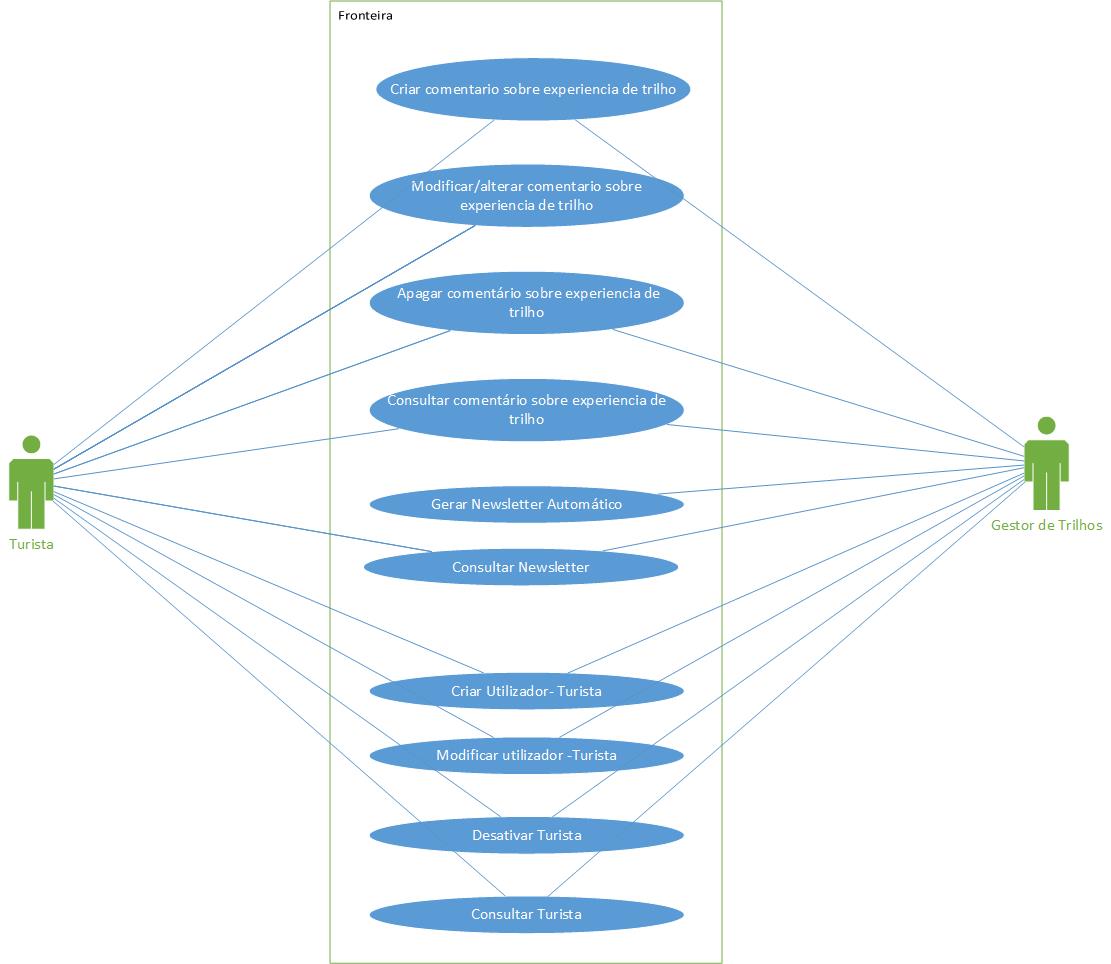 Fronteira
Criar comentario sobre experiencia de trilho
Modificar/alterar comentario sobre
experiencia de trilho
Apagar comentário sobre experiencia de
trilho
Consultar comentário sobre experiencia de
trilho
Gerar Newsletter Automático
Turista
Gestor de Trilhos
Consultar Newsletter
Criar Utilizador- Turista
Modificar utilizador -Turista
Desativar Turista
Consultar Turista